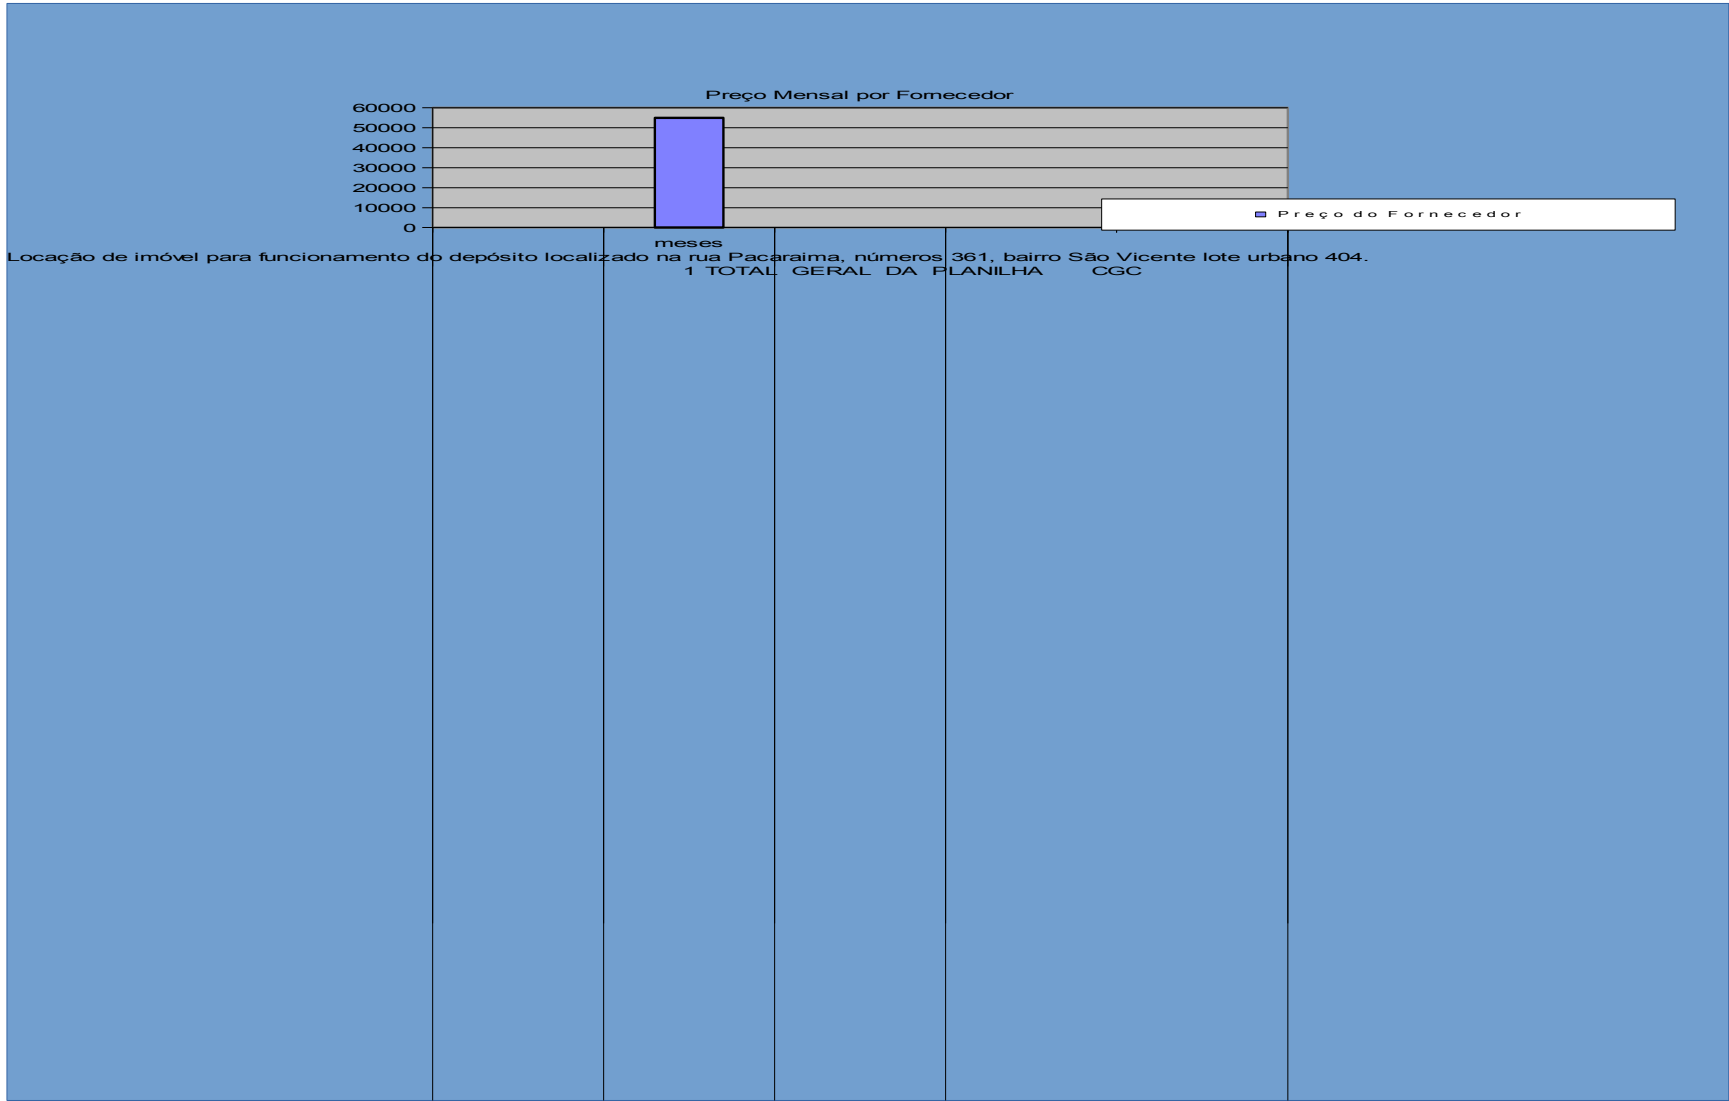 Preço Mensal por Fornecedor
60000
50000
40000
30000
20000
10000
0
Preço do Fornecedor
meses
Locação de imóvel para funcionamento do depósito localizado na rua Pacaraima, números 361, bairro São Vicente lote urbano 404.
1 TOTAL GERAL DA PLANILHA CGC